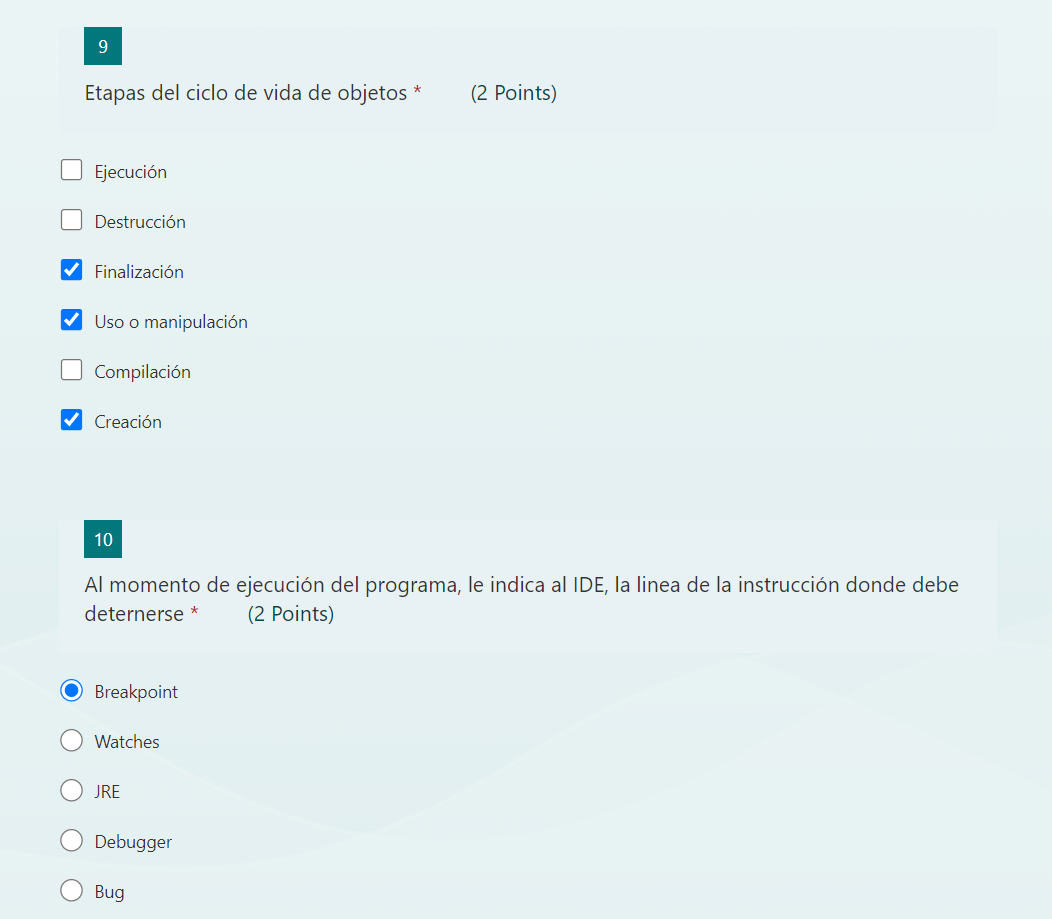 9
Etapas del ciclo de vida de objetos * (2 Points)
Ejecución
Destrucción
Finalización
Uso o manipulación
Compilación
Creación
10
Al momento de ejecución del programa, le indica al IDE, la linea de la instrucción donde debe
deternerse * (2 Points)
Breakpoint
Watches
JRE
Debugger
Bug